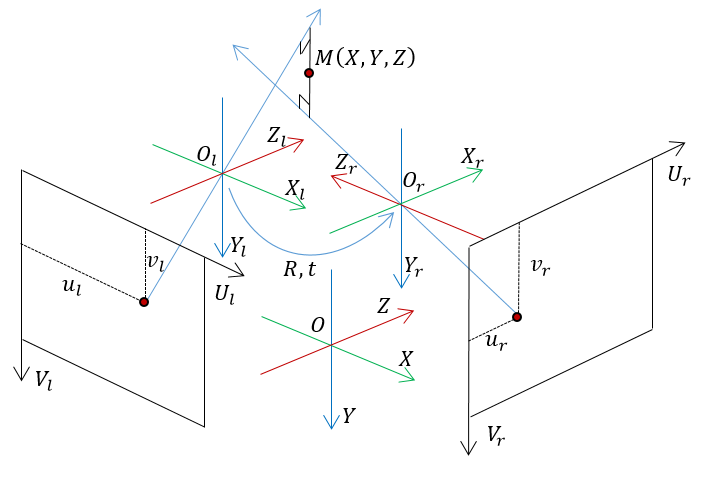 M(X,Y,Z)
Z_l
O_l
X_l
Y_l
Z_r
O_r
X_r
Y_r
U_r
R,t
v_l
u_l
U_l
V_l
v_r
u_r
V_r
Z
O
X
Y